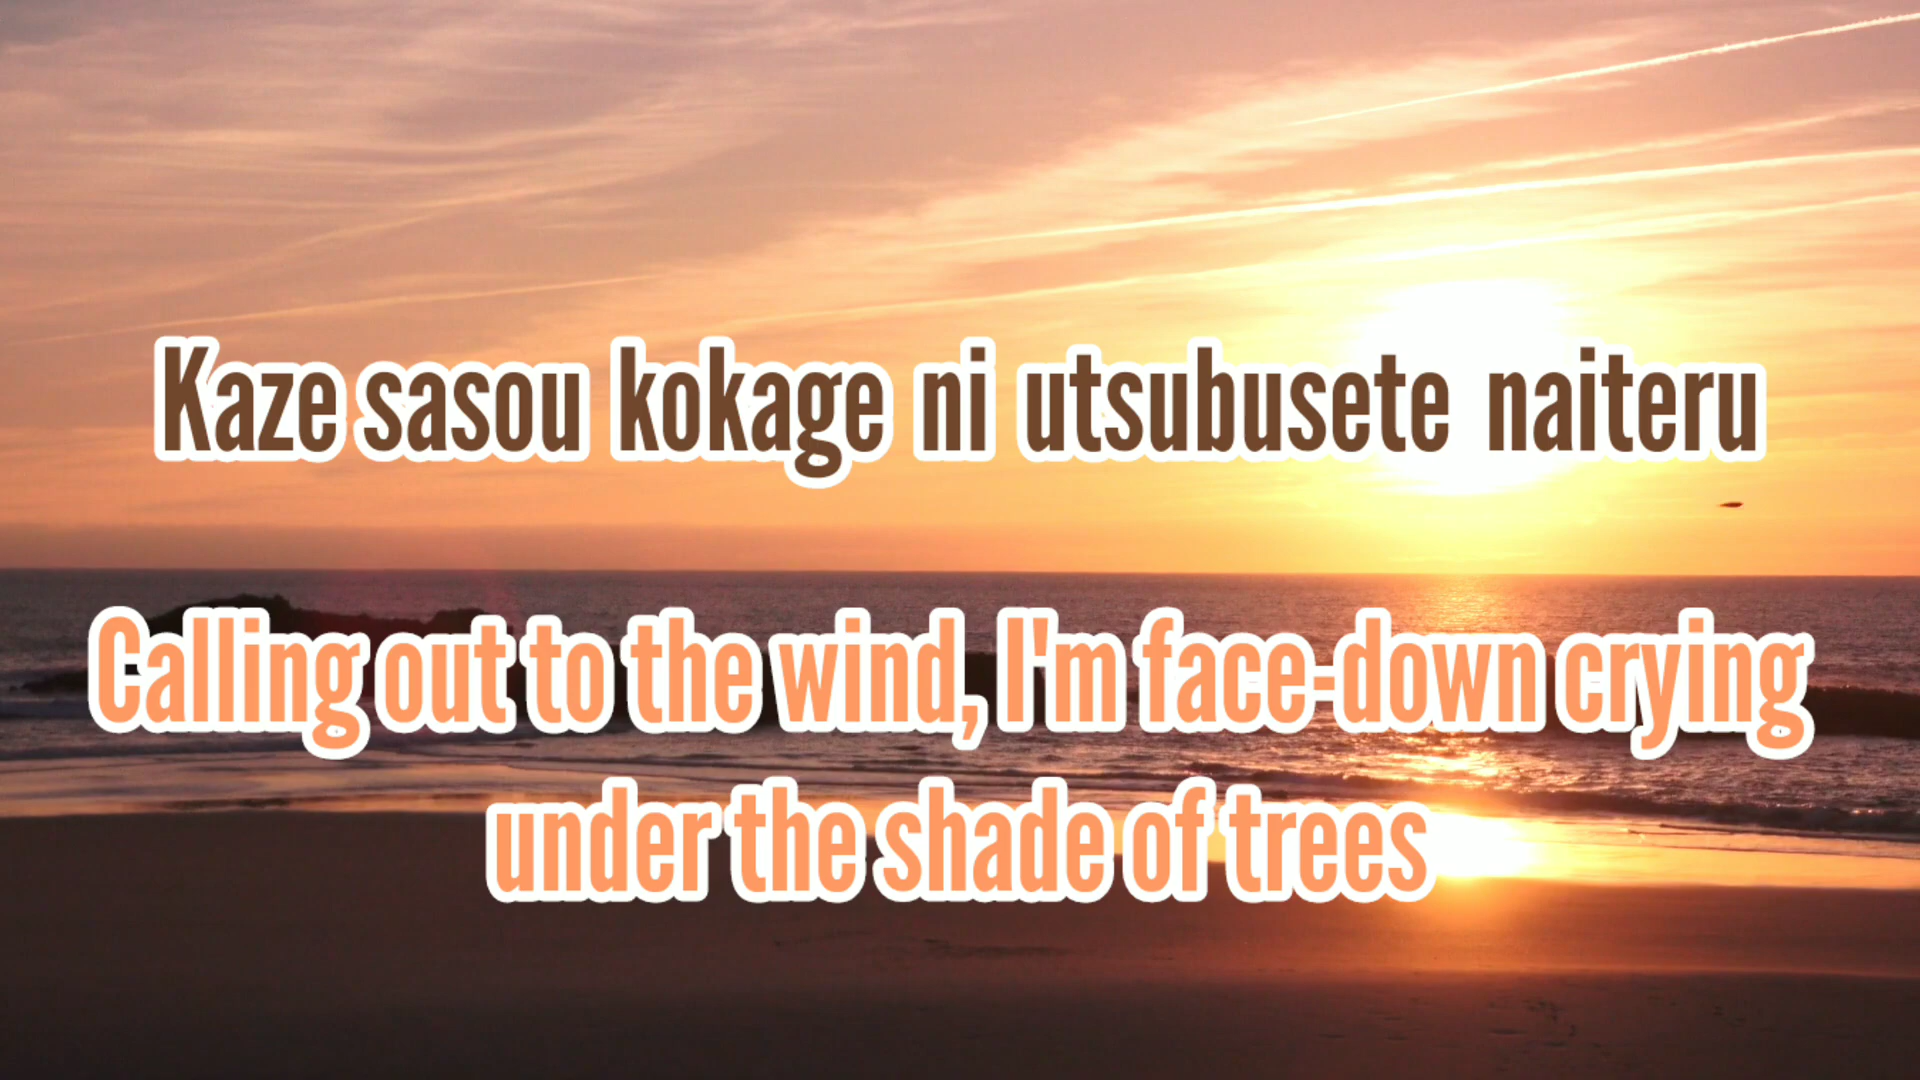 Kaze sasou kokage ni utsubusete naiteru
Calling out to the wind, I'm face-down crying
under the shade of trees